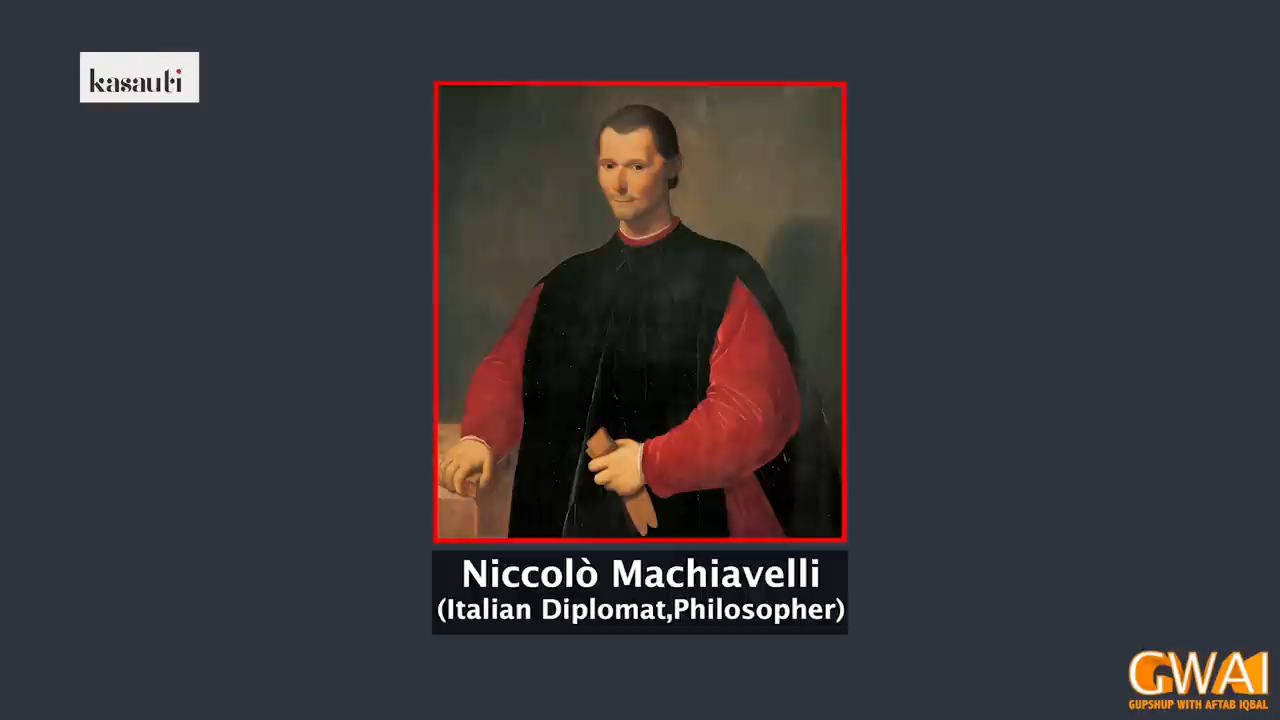 kasauti
Niccolò Machiavelli
(Italian Diplomat,Philosopher)
GWAI
GUPSHUP WITH AFTAB IQBAL